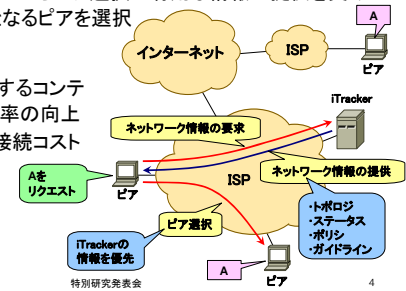 なるピアを選択
するコンテ
率の向上
接続コスト
A
インターネット
ISP
ピア
iTracker
ネットワーク情報の要求
ネットワーク情報の提供
Aを
リクエスト
ピア
ISP
ピア選択
・トポロジ
・ステータス
・ポリシ
・ガイドライン
iTrackerの
情報を優先
A
ピア
特別研究発表会
4